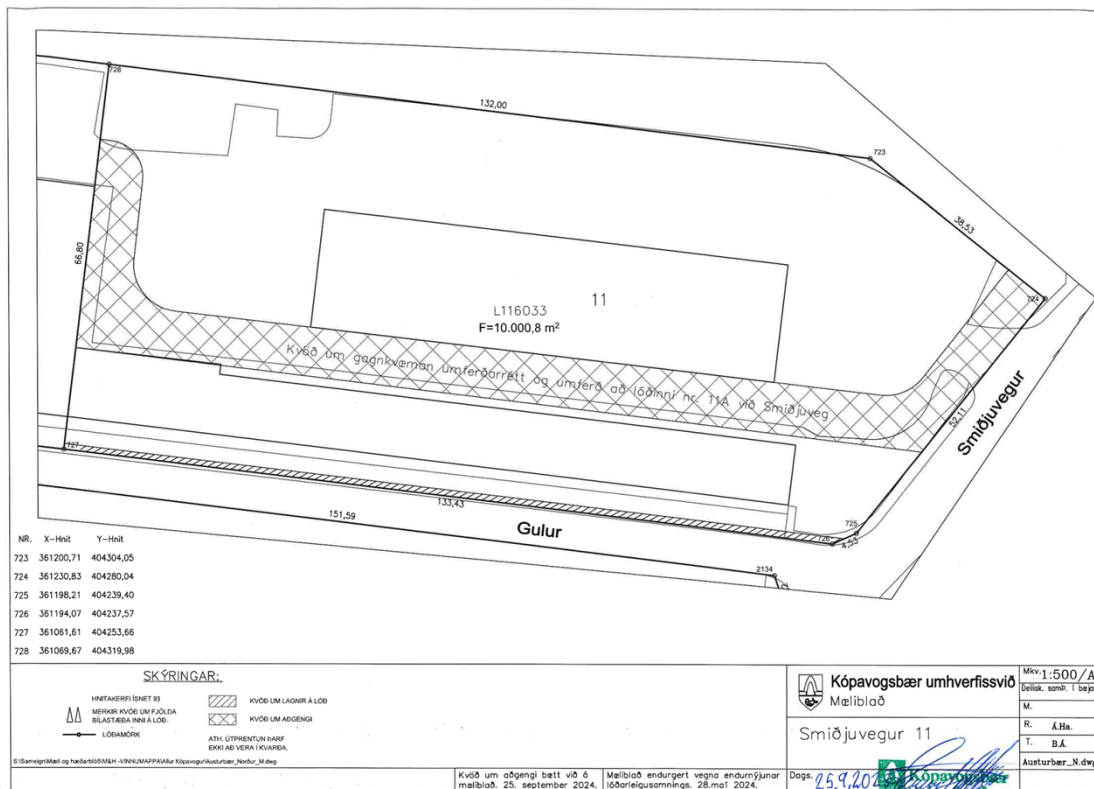 728
132,00
723
38,53
724
66,80
L116033
11
F=10.000,8 m²
Kvöð um gagnkvæman umferðarrétt og umferð að lóðinni nr. 11A við Smiðjuveg
52,11
Smiðjuvegur
727
133,43
151,59
Gulur
725
726
4,53
2134
NR. X-Hnit Y-Hnit
723 361200,71 404304,05
724 361230,83 404280,04
725 361198,21 404239,40
726 361194,07 404237,57
727 361061,61 404253,66
728 361069,67 404319,98
SKÝRINGAR:
HNITAKERFI ÍSNET 93
MERKIR KVÖÐ UM FJÖLDA
BÍLASTÆÐA INNI Á LÓÐ.
LÓÐAMÖRK
KVÖÐ UM LAGNIR Á LÓÐ
KVÖÐ UM AÐGENGI
ATH. ÚTPRENTUN ÞARF
EKKI AÐ VERA Í KVARÐA.
Kvöð um aðgengi bætt við á
mæliblað. 25. september 2024.
Mæliblað endurgert vegna endurnýjunar
lóðarleigusamnings. 28.maí 2024.
Kópavogsbær umhverfissvið
Mæliblað
Smiðjuvegur 11
Dags. 25.9.202
Kópavogsbær
Mkv. 1:500/A
M.
R. Á.Ha.
T. B.Á.
Austurbær_N.dwg